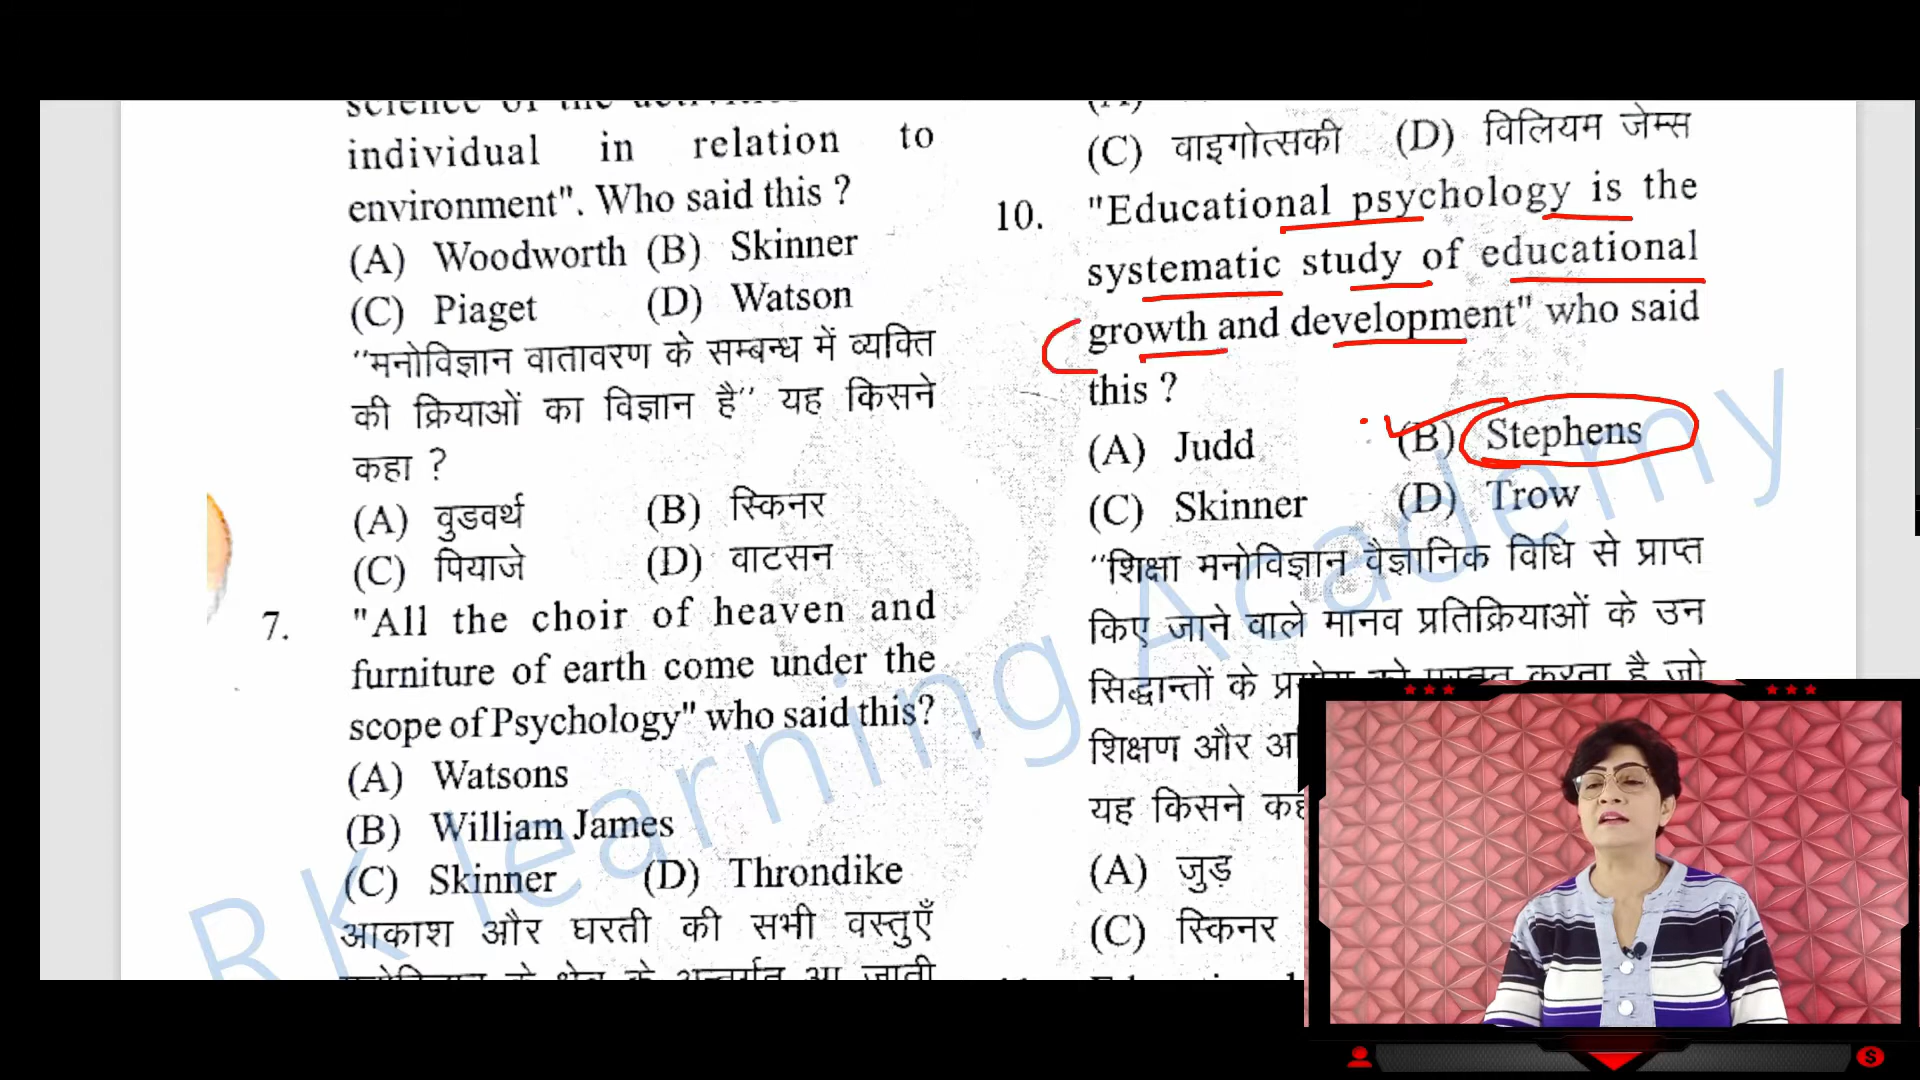 individual in relation to
environment". Who said this ?
(A) Woodworth (B) Skinner
(C) Piaget (D) Watson
"मनोविज्ञान वातावरण के सम्बन्ध में व्यक्ति
की क्रियाओं का विज्ञान है" यह किसने
कहा ?
(A) वुडवर्थ (B) स्किनर
(C) पियाजे (D) वाटसन
7. "All the choir of heaven and
furniture of earth come under the
scope of Psychology" who said this?
(A) Watsons
(B) William James
(C) Skinner (D) Throndike
आकाश और घरती की सभी वस्तुएँ
(C) वाइगोत्सकी (D) विलियम जेम्स
10. "Educational psychology is the
systematic study of educational
growth and development" who said
this ?
(A) Judd (B) Stephens
(C) Skinner (D) Trow
"शिक्षा मनोविज्ञान वैज्ञानिक विधि से प्राप्त
किए जाने वाले मानव प्रतिक्रियाओं के उन
सिद्धान्तों के को करता है जो
शिक्षण और
यह किसने
(A) जुड़
(C) स्किनर
RK learning Academy